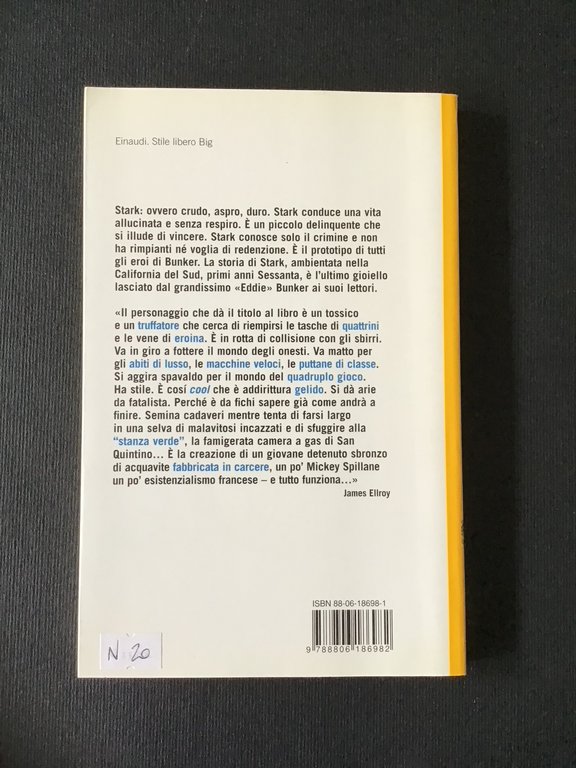 Einaudi. Stile libero Big
Stark: ovvero crudo, aspro, duro. Stark conduce una vita
allucinata e senza respiro. È un piccolo delinquente che
si illude di vincere. Stark conosce solo il crimine e non
ha rimpianti né voglia di redenzione. È il prototipo di tutti
gli eroi di Bunker. La storia di Stark, ambientata nella
California del Sud, primi anni Sessanta, è l'ultimo gioiello
lasciato dal grandissimo «Eddie» Bunker ai suoi lettori.
«Il personaggio che dà il titolo al libro è un tossico
e un truffatore che cerca di riempirsi le tasche di quattrini
e le vene di eroina. È in rotta di collisione con gli sbirri.
Va in giro a fottere il mondo degli onesti. Va matto per
gli abiti di lusso, le macchine veloci, le puttane di classe.
Si aggira spavaldo per il mondo del quadruplo gioco.
Ha stile. È cosí cool che è addirittura gelido. Si dà arie
da fatalista. Perché è da fichi sapere già come andrà a
finire. Semina cadaveri mentre tenta di farsi largo
in una selva di malavitosi incazzati e di sfuggire alla
"stanza verde", la famigerata camera a gas di San
Quintino... È la creazione di un giovane detenuto sbronzo
di acquavite fabbricata in carcere, un po' Mickey Spillane
un po' esistenzialismo francese – e tutto funziona...»
James Ellroy
ISBN 88-06-18698-1
9 788806 186982
N 20